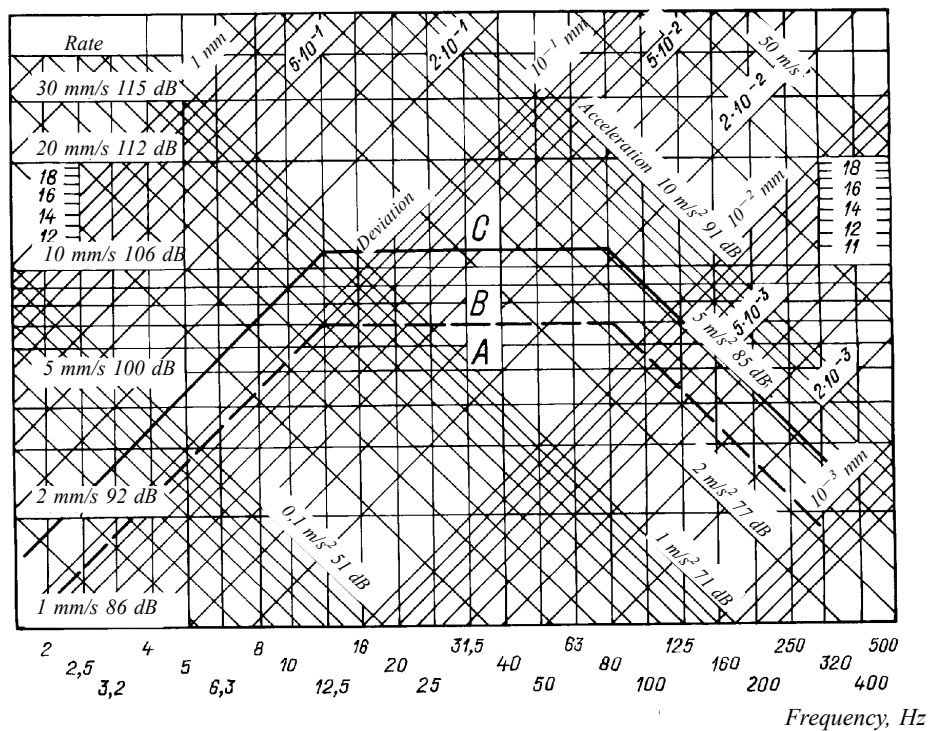 Rate
1 mm
6·10⁻¹
2·10⁻¹
10⁻¹ mm
5·10⁻²
50 m/s
2·10⁻²
30 mm/s 115 dB
20 mm/s 112 dB
18
16
14
12
10 mm/s 106 dB
5 mm/s 100 dB
2 mm/s 92 dB
1 mm/s 86 dB
Deviation
Acceleration 10 m/s² 91 dB
10⁻² mm
18
16
14
12
11
C
B
A
5·10⁻³
5 m/s² 85 dB
2·10⁻³
10⁻³ mm
2 m/s² 77 dB
1 m/s² 71 dB
0,1 m/s² 51 dB
2 4 8 16 31,5 63 125 250 500
5 10 20 40 80 160 320
2,5 6,3 12,5 25 50 100 200 400
3,2
Frequency, Hz